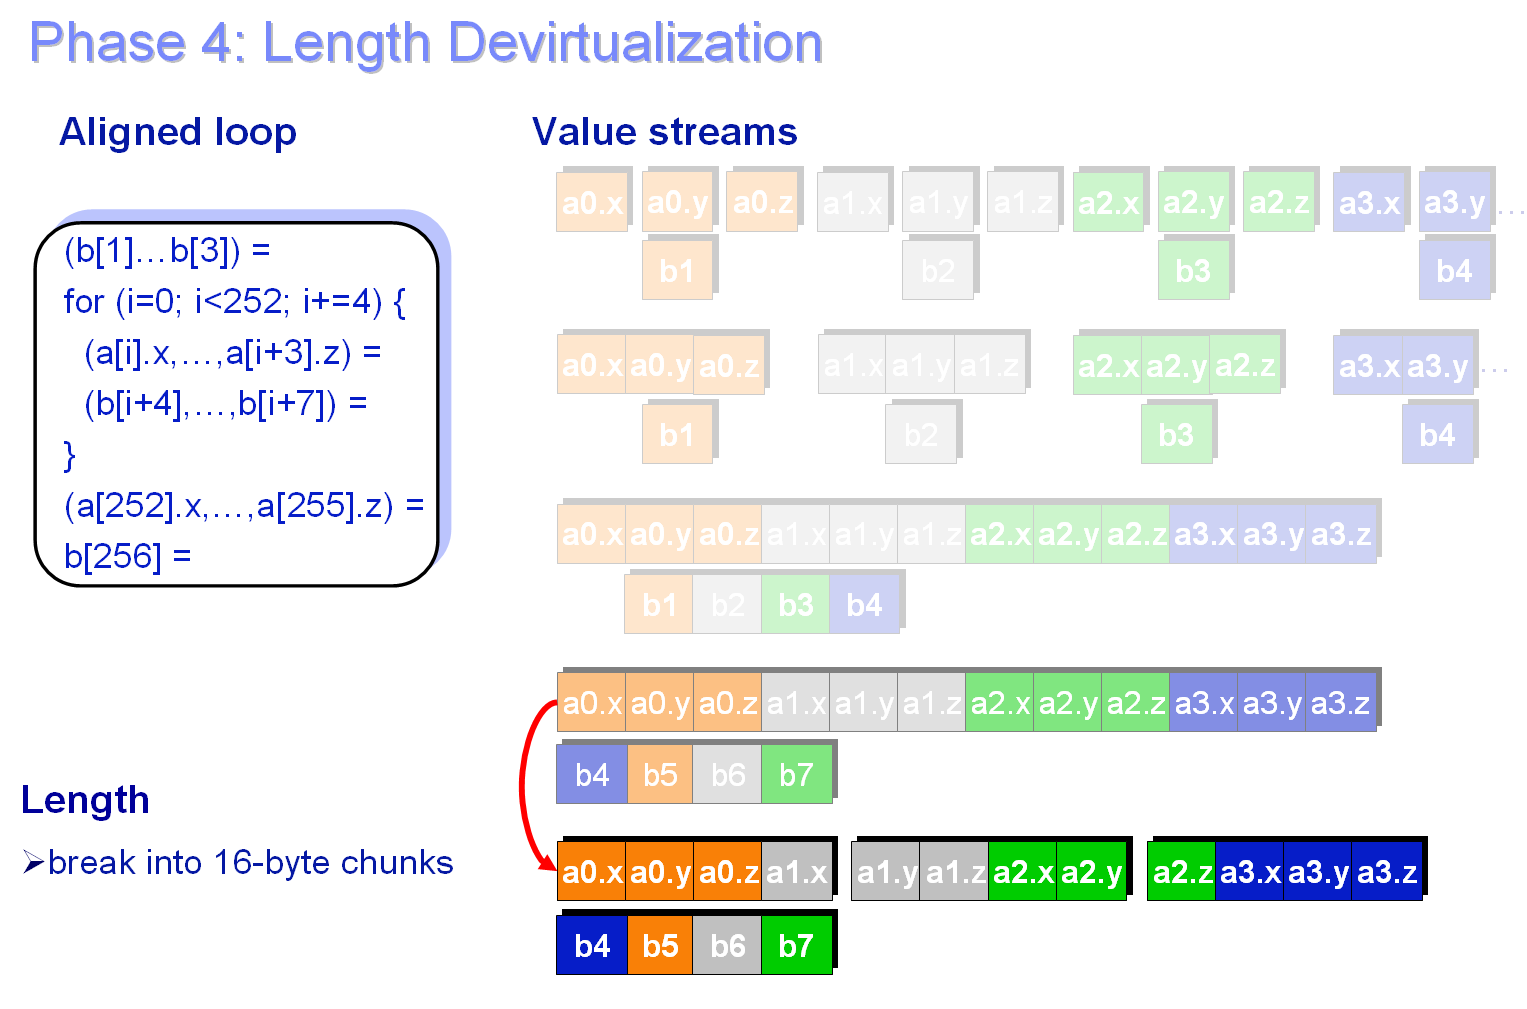 Phase 4: Length Devirtualization
Aligned loop
(b[1]…b[3]) =
for (i=0; i<252; i+=4) {
(a[i].x,…,a[i+3].z) =
(b[i+4],…,b[i+7]) =
}
(a[252].x,…,a[255].z) =
b[256] =
Length
➢break into 16-byte chunks
Value streams
a0.x a0.y a0.z a1.x a1.y a1.z a2.x a2.y a2.z a3.x a3.y …
b1 b2 b3 b4
a0.x a0.y a0.z a1.x a1.y a1.z a2.x a2.y a2.z a3.x a3.y …
b1 b2 b3 b4
a0.x a0.y a0.z a1.x a1.y a1.z a2.x a2.y a2.z a3.x a3.y a3.z
b1 b2 b3 b4
a0.x a0.y a0.z a1.x a1.y a1.z a2.x a2.y a2.z a3.x a3.y a3.z
b4 b5 b6 b7
a0.x a0.y a0.z a1.x a1.y a1.z a2.x a2.y a2.z a3.x a3.y a3.z
b4 b5 b6 b7